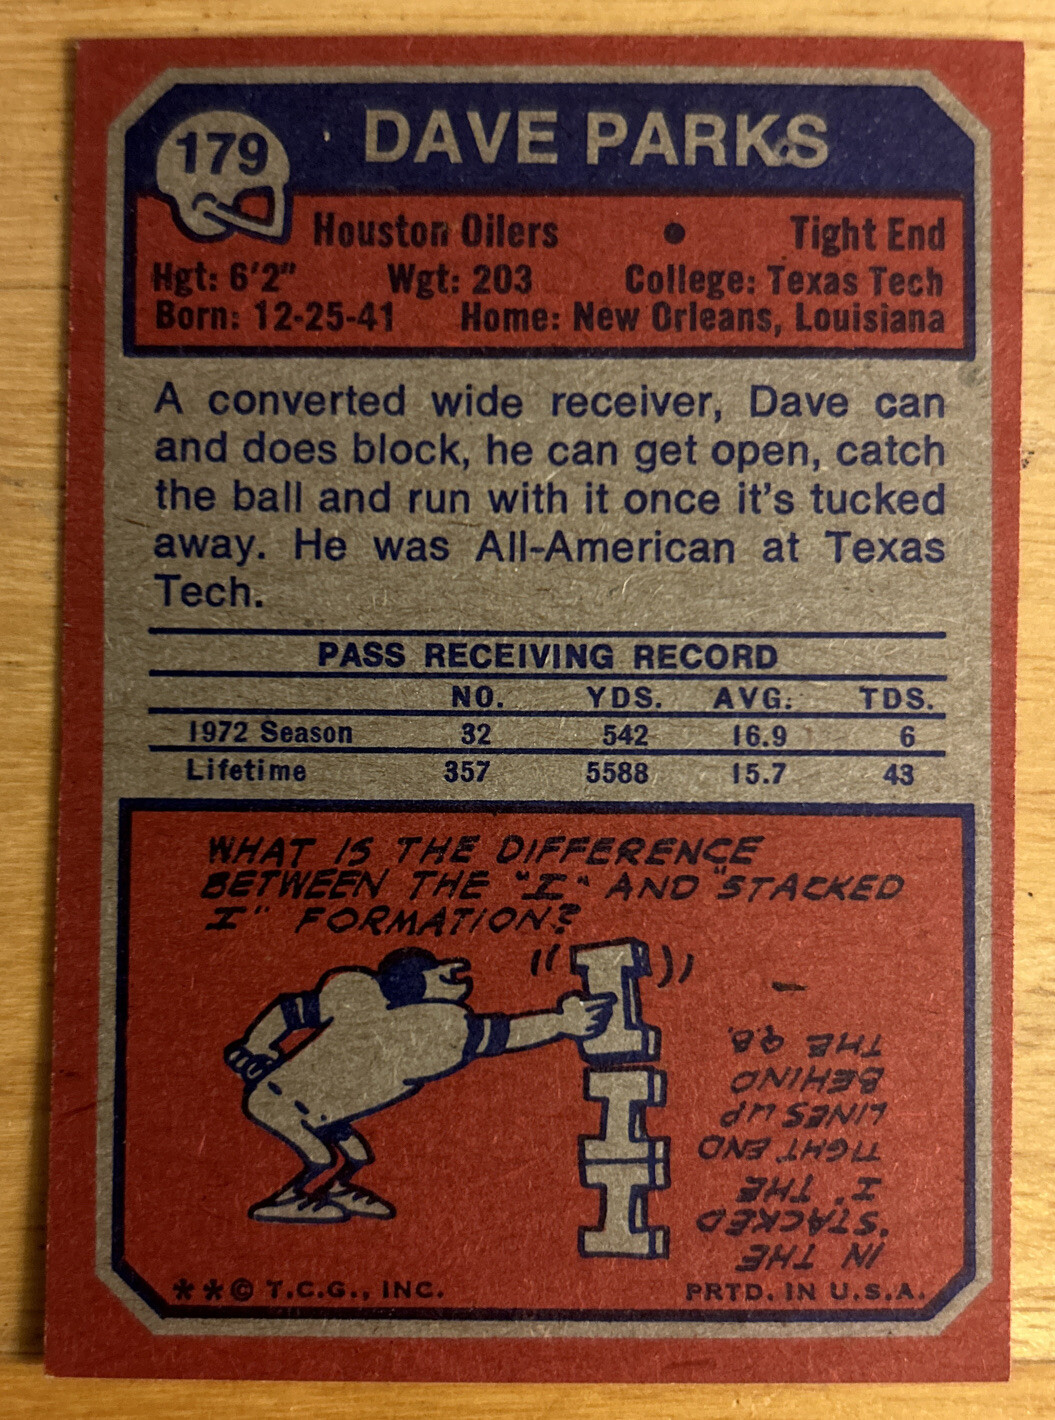 179
DAVE PARKS
Houston Oilers • Tight End
Hgt: 6'2" Wgt: 203 College: Texas Tech
Born: 12-25-41 Home: New Orleans, Louisiana
A converted wide receiver, Dave can
and does block, he can get open, catch
the ball and run with it once it's tucked
away. He was All-American at Texas
Tech.
PASS RECEIVING RECORD
NO. YDS. AVG. TDS.
1972 Season 32 542 16.9 6
Lifetime 357 5588 15.7 43
WHAT IS THE DIFFERENCE
BETWEEN THE "I" AND "STACKED
I" FORMATION?
I
I
I
IN THE
"STACKED
I", THE
TIGHT END
LINES UP
BEHIND
THE Q.B.
**© T.C.G., INC. PRTD. IN U.S.A.